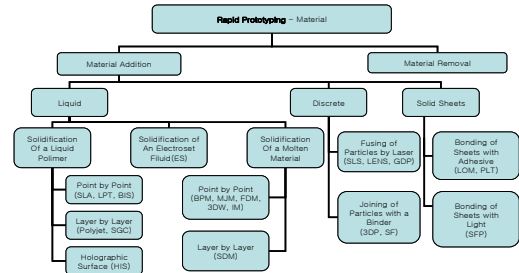 Rapid Prototyping - Material
Material Addition
Material Removal
Liquid
Discrete
Solid Sheets
Solidification
Of a Liquid
Polimer
Solidification of
An Electroset
Filuid(ES)
Solidification
Of a Molten
Material
Fusing of
Particles by Laser
(SLS, LENS, GDP)
Bonding of
Sheets with
Adhesive
(LOM, PLT)
Point by Point
(SLA, LPT, BIS)
Point by Point
(BPM, MJM, FDM,
3DW, IM)
Joining of
Particles with a
Binder
(3DP, SF)
Bonding of
Sheets with
Light
(SFP)
Layer by Layer
(Polyjet, SGC)
Layer by Layer
(SDM)
Holographic
Surface (HIS)